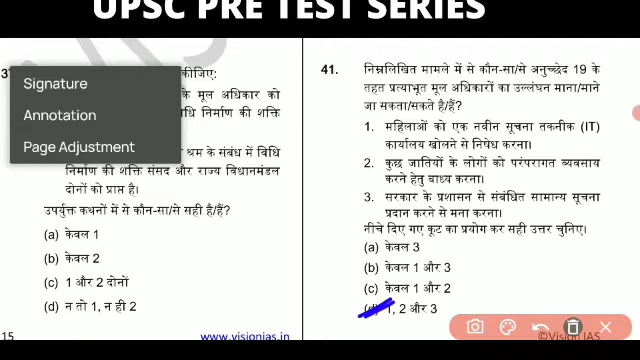 UPSC PRE TEST SERIES
37
कीजिए:
Signature
के मूल अधिकार को
Annotation
विधि निर्माण की शक्ति
Page Adjustment
श्रम के संबंध में विधि
निर्माण की शक्ति संसद और राज्य विधानमंडल
दोनों को प्राप्त है।
उपर्युक्त कथनों में से कौन-सा/से सही है/हैं?
(a) केवल 1
(b) केवल 2
(c) 1 और 2 दोनों
(d) न तो 1, न ही 2
15
www.visionias.in
41. निम्नलिखित मामले में से कौन-सा/से अनुच्छेद 19 के
तहत प्रत्याभूत मूल अधिकारों का उल्लंघन माना/माने
जा सकता/सकते है/हैं?
1. महिलाओं को एक नवीन सूचना तकनीक (IT)
कार्यालय खोलने से निषेध करना।
2. कुछ जातियों के लोगों को परंपरागत व्यवसाय
करने हेतु बाध्य करना।
3. सरकार के प्रशासन से संबंधित सामान्य सूचना
प्रदान करने से मना करना।
नीचे दिए गए कूट का प्रयोग कर सही उत्तर चुनिए।
(a) केवल 3
(b) केवल 1 और 3
(c) केवल 1 और 2
(d) 1, 2 और 3
©Vision IAS